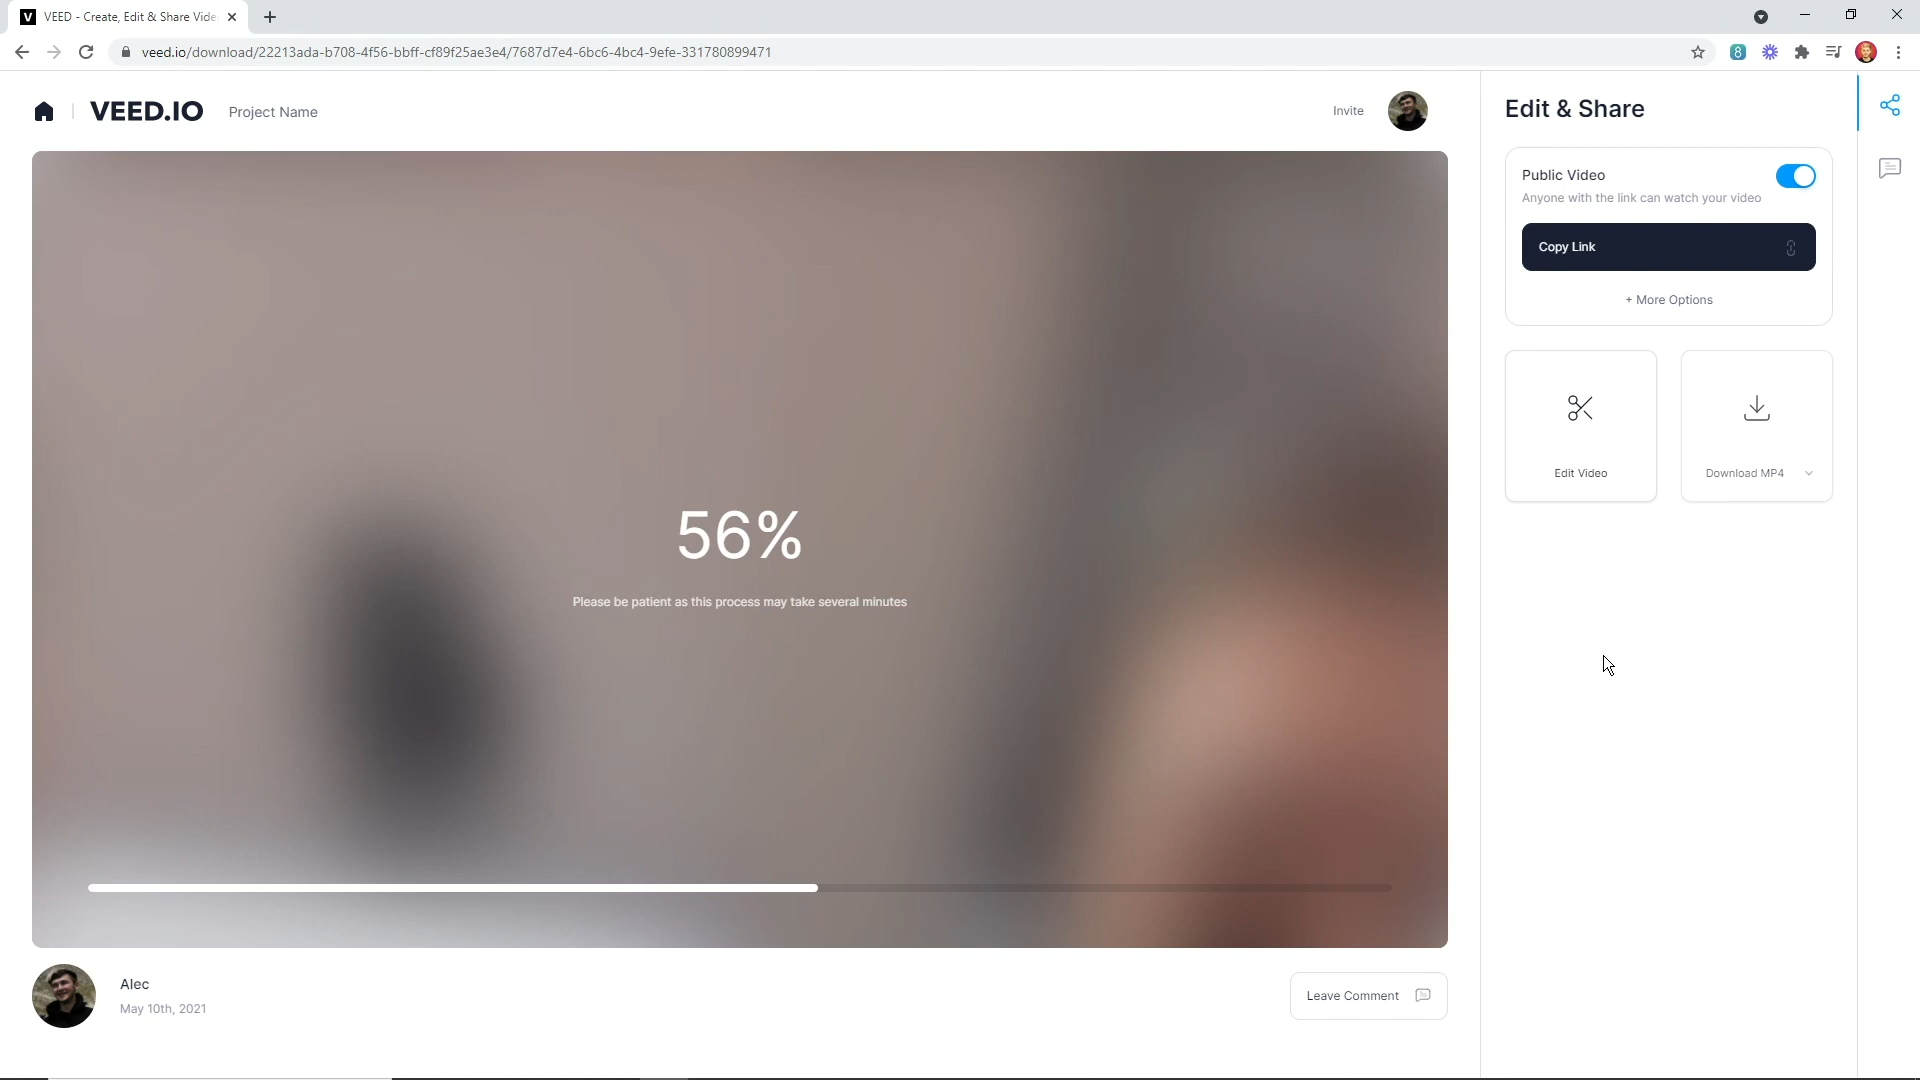 V VEED - Create, Edit & Share Vide
veed.io/download/22213ada-b708-4f56-bbff-cf89f25ae3e4/7687d7e4-6bc6-4bc4-9efe-331780899471
8
VEED.IO
Project Name
Invite
Edit & Share
Public Video
Anyone with the link can watch your video
Copy Link
+ More Options
Edit Video
Download MP4
56%
Please be patient as this process may take several minutes
Alec
May 10th, 2021
Leave Comment